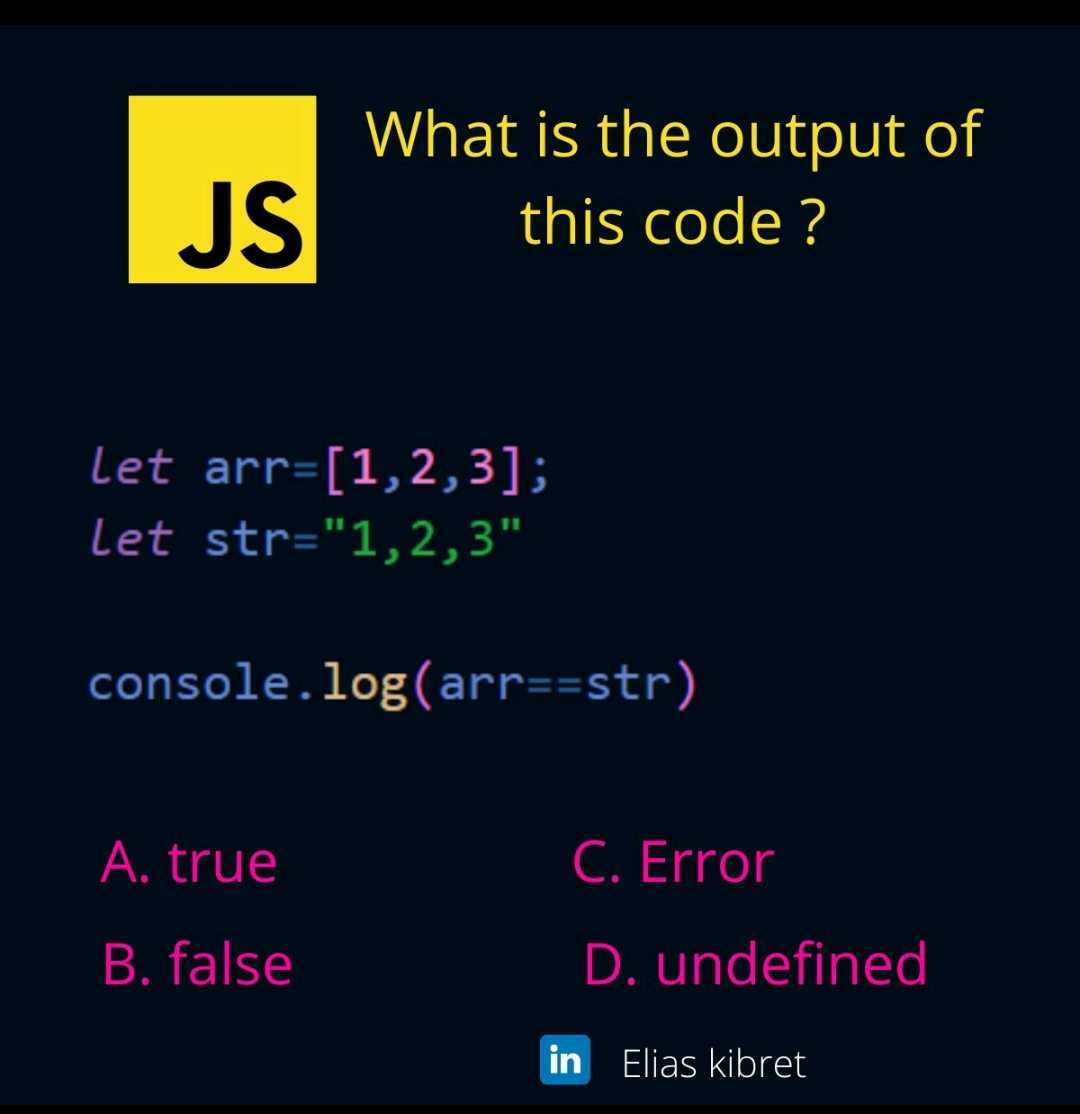 JS
What is the output of
this code ?
let arr=[1,2,3];
let str="1,2,3"
console.log(arr==str)
A. true
C. Error
B. false
D. undefined
in Elias kibret